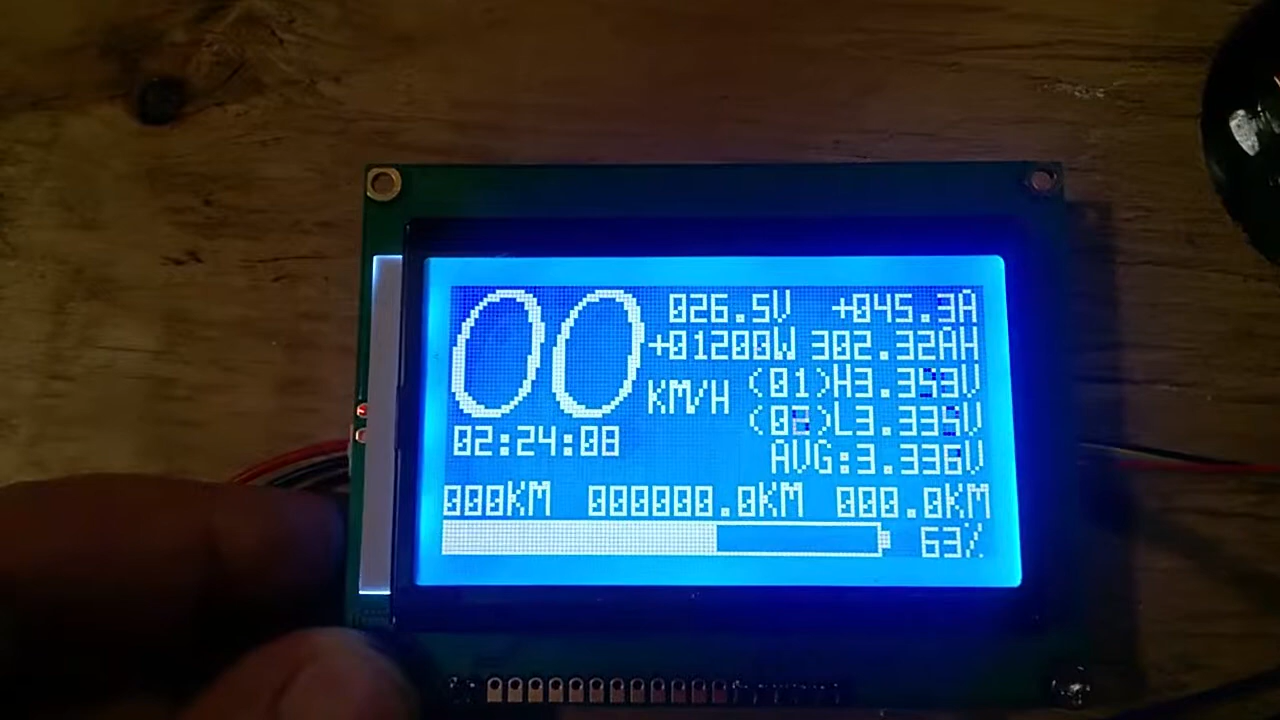 00 026.5V +045.3A
+01200W 302.32AH
KM/H (01)H3.353V
(08)L3.335V
02:24:08
AVG:3.336V
000KM 000000.0KM 000.0KM
63%